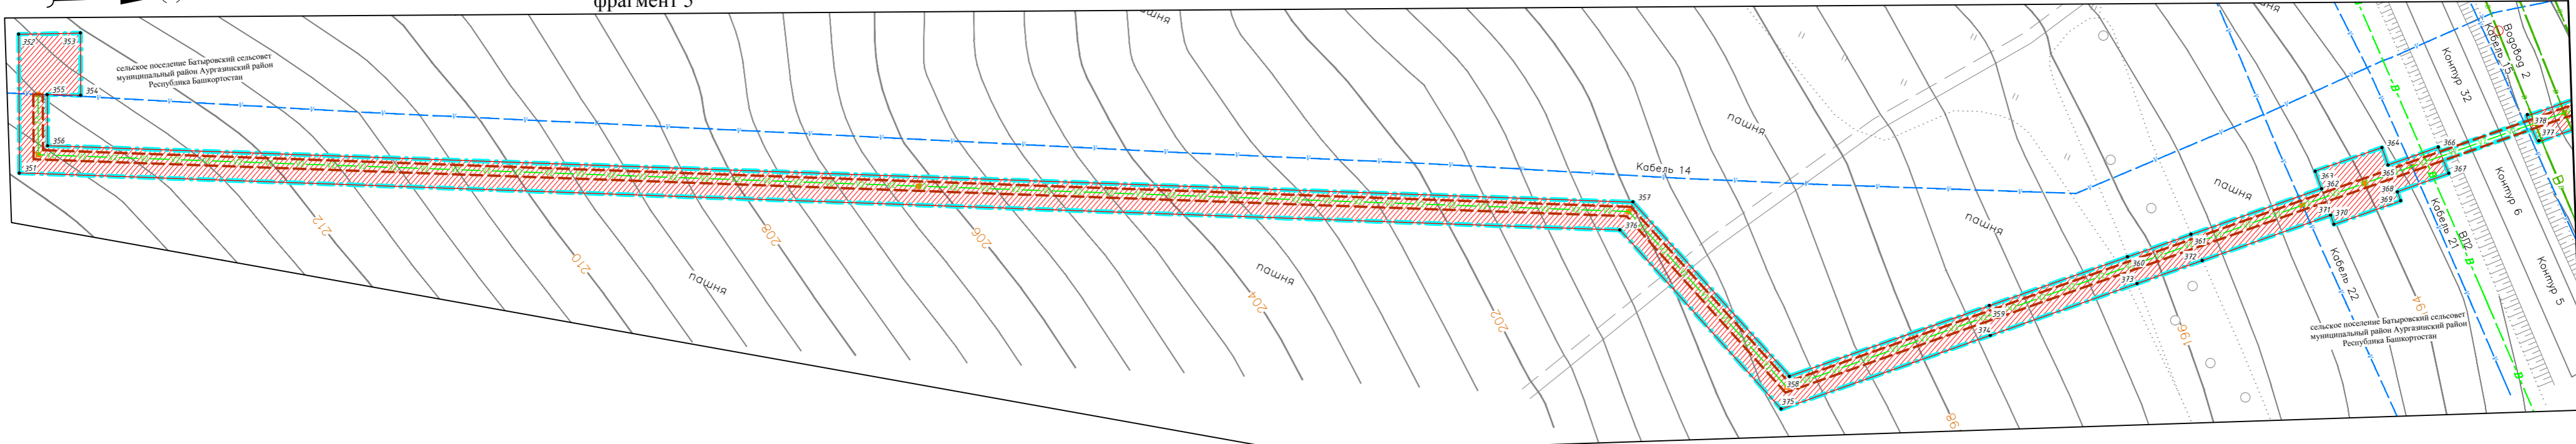 фрагмент 5
352
353
сельское поселение Батыровский сельсовет
муниципальный район Аургазинский район
Республика Башкортостан
355
354
356
351
212
210
208
206
204
202
пашня
пашня
пашня
пашня
Кабель 14
357
376
358
375
359
374
360
373
361
372
пашня
пашня
98
196
194
363
362
364
365
366
367
368
369
370
371
Кабель 22
Кабель 21
ВЛ2
Контур 32
Кабель 15
Водовод 2
Контур 6
Контур 5
378
377
сельское поселение Батыровский сельсовет
муниципальный район Аургазинский район
Республика Башкортостан